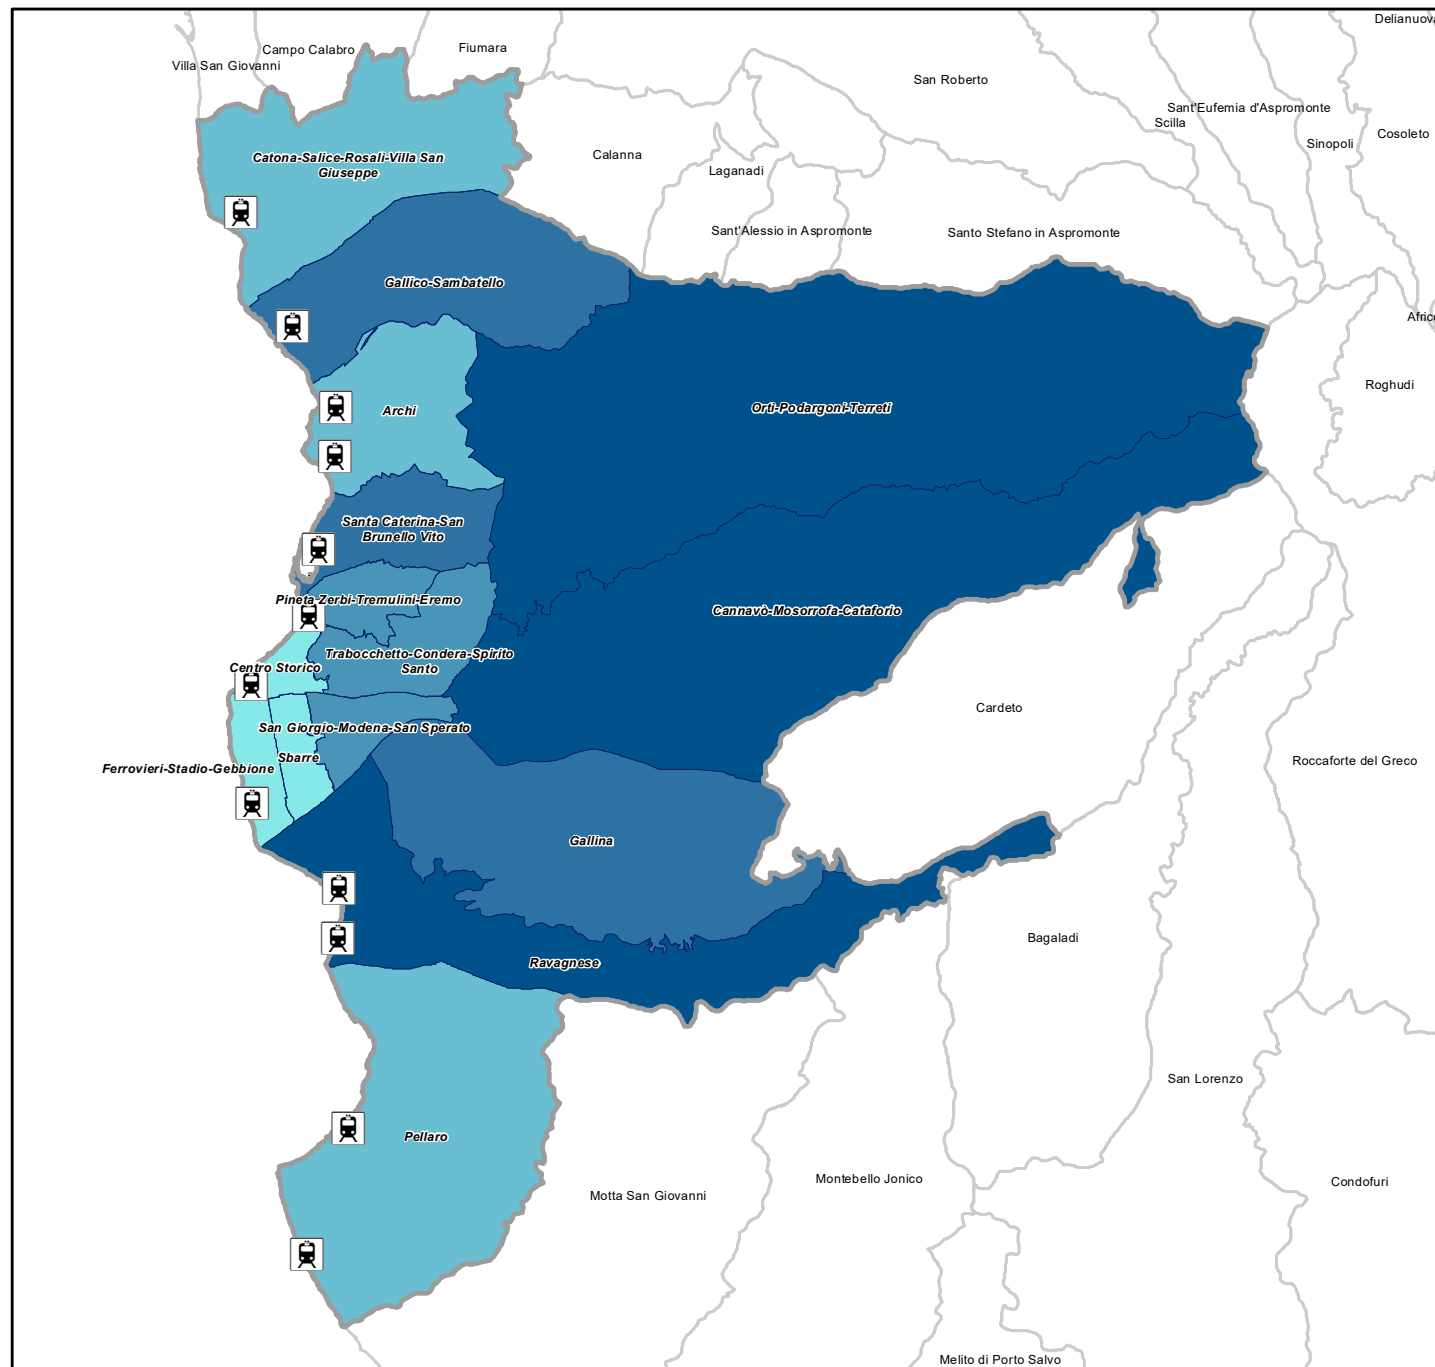 Delianuova
Campo Calabro
Fiumara
Villa San Giovanni
San Roberto
Sant'Eufemia d'Aspromonte
Scilla
Cosoleto
Sinopoli
Calanna
Catona-Salice-Rosali-Villa San
Giuseppe
Laganadi
Sant'Alessio in Aspromonte
Santo Stefano in Aspromonte
Gallico-Sambatello
Afric
Roghudi
Orti-Podargoni-Terreti
Archi
Santa Caterina-San
Brunello Vito
Pineta-Zerbi-Tremulini-Eremo
Cannavò-Mosorrofa-Cataforio
Trabocchetto-Condera-Spirito
Santo
Centro Storico
Cardeto
San Giorgio-Modena-San Sperato
Sbarre
Ferrovieri-Stadio-Gebbione
Roccaforte del Greco
Gallina
Bagaladi
Ravagnese
San Lorenzo
Pellaro
Montebello Jonico
Condofuri
Motta San Giovanni
Melito di Porto Salvo